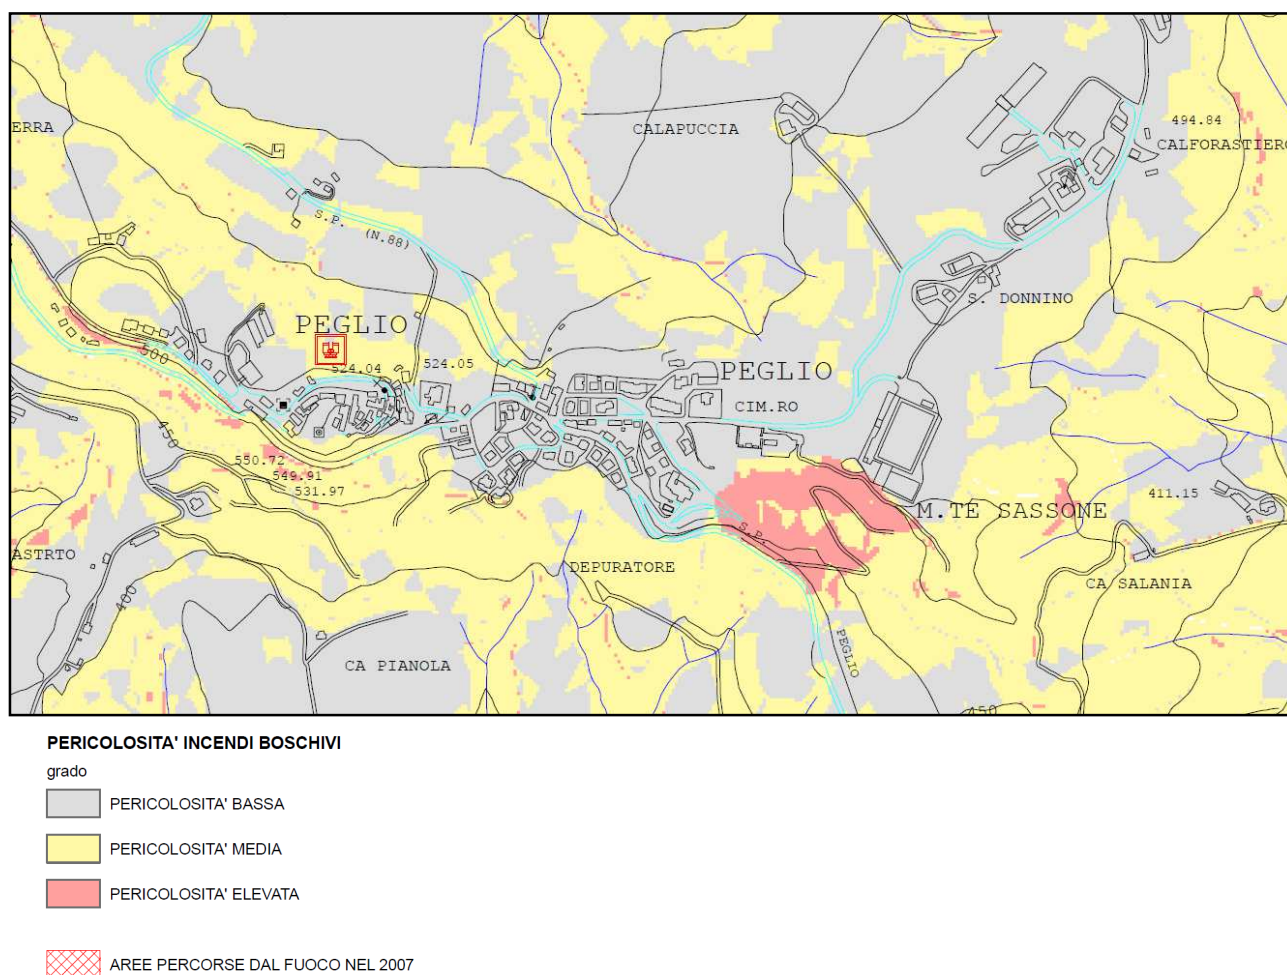 494.84
ERRA
CALAPUCCIA
CALFORASTIERO
S.P. (N.88)
S. DONNINO
PEGLIO
500
524.04
524.05
PEGLIO
CIM.RO
450
550.72
549.91
531.97
411.15
M.TE SASSONE
S.P.
ASTRTO
DEPURATORE
CA SALANIA
400
PEGLIO
CA PIANOLA
450
PERICOLOSITA' INCENDI BOSCHIVI
grado
PERICOLOSITA' BASSA
PERICOLOSITA' MEDIA
PERICOLOSITA' ELEVATA
AREE PERCORSE DAL FUOCO NEL 2007